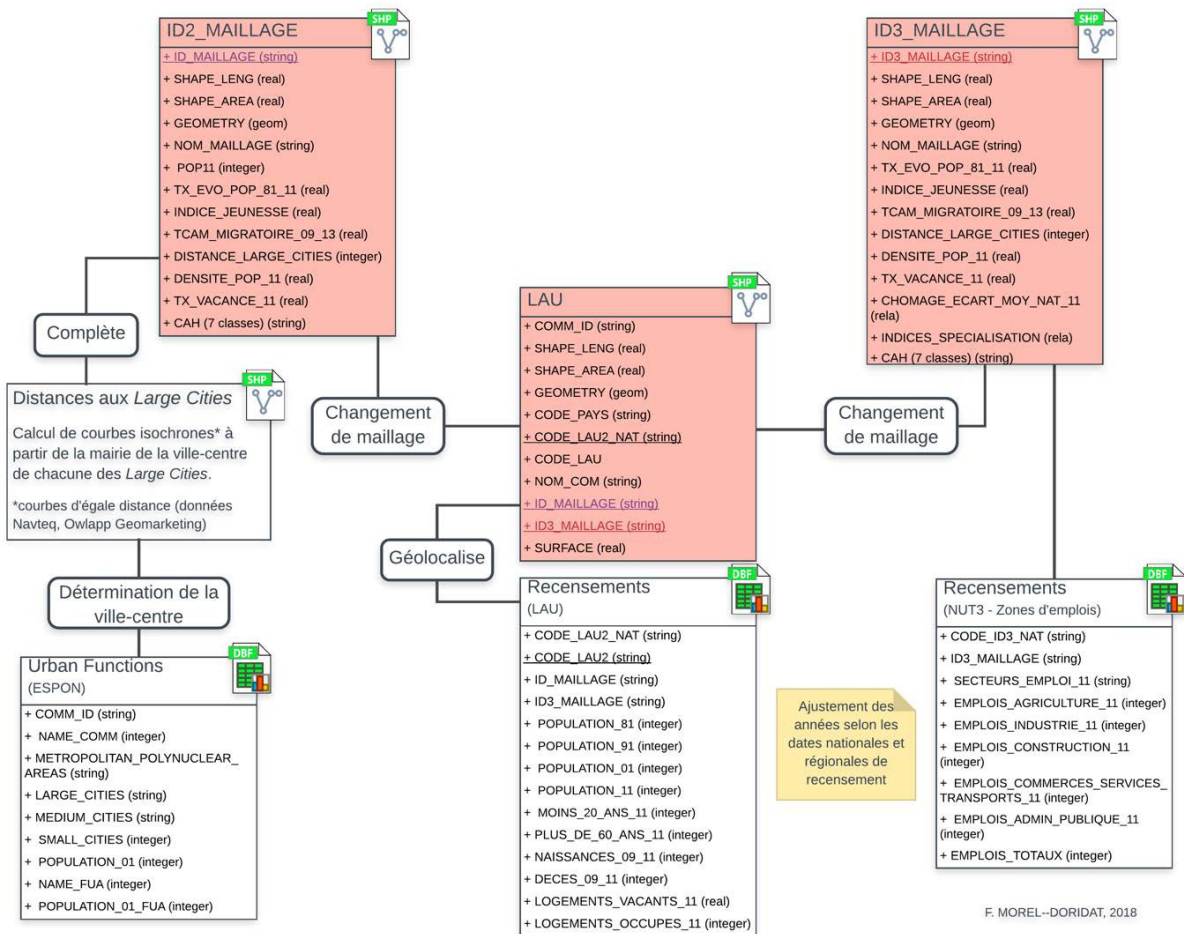 ID2_MAILLAGE
SHP
+ ID_MAILLAGE (string)
+ SHAPE_LENG (real)
+ SHAPE_AREA (real)
+ GEOMETRY (geom)
+ NOM_MAILLAGE (string)
+ POP11 (integer)
+ TX_EVO_POP_81_11 (real)
+ INDICE_JEUNESSE (real)
+ TCAM_MIGRATOIRE_09_13 (real)
+ DISTANCE_LARGE_CITIES (integer)
+ DENSITE_POP_11 (real)
+ TX_VACANCE_11 (real)
+ CAH (7 classes) (string)
ID3_MAILLAGE
SHP
+ ID3_MAILLAGE (string)
+ SHAPE_LENG (real)
+ SHAPE_AREA (real)
+ GEOMETRY (geom)
+ NOM_MAILLAGE (string)
+ TX_EVO_POP_81_11 (real)
+ INDICE_JEUNESSE (real)
+ TCAM_MIGRATOIRE_09_13 (real)
+ DISTANCE_LARGE_CITIES (integer)
+ DENSITE_POP_11 (real)
+ TX_VACANCE_11 (real)
+ CHOMAGE_ECART_MOY_NAT_11
(rela)
+ INDICES_SPECIALISATION (rela)
+ CAH (7 classes) (string)
Complète
Changement
de maillage
Changement
de maillage
LAU
SHP
+ COMM_ID (string)
+ SHAPE_LENG (real)
+ SHAPE_AREA (real)
+ GEOMETRY (geom)
+ CODE_PAYS (string)
+ CODE_LAU2_NAT (string)
+ CODE_LAU
+ NOM_COM (string)
+ ID_MAILLAGE (string)
+ ID3_MAILLAGE (string)
+ SURFACE (real)
SHP
Distances aux Large Cities
Calcul de courbes isochrones* à
partir de la mairie de la ville-centre
de chacune des Large Cities.
*courbes d'égale distance (données
Navteq, Owlapp Geomarketing)
Géolocalise
Détermination de la
ville-centre
Urban Functions
(ESPON)
DBF
+ COMM_ID (string)
+ NAME_COMM (integer)
+ METROPOLITAN_POLYNUCLEAR_
AREAS (string)
+ LARGE_CITIES (string)
+ MEDIUM_CITIES (string)
+ SMALL_CITIES (integer)
+ POPULATION_01 (integer)
+ NAME_FUA (integer)
+ POPULATION_01_FUA (integer)
Recensements
(LAU)
DBF
+ CODE_LAU2_NAT (string)
+ CODE_LAU2 (string)
+ ID_MAILLAGE (string)
+ ID3_MAILLAGE (string)
+ POPULATION_81 (integer)
+ POPULATION_91 (integer)
+ POPULATION_01 (integer)
+ POPULATION_11 (integer)
+ MOINS_20_ANS_11 (integer)
+ PLUS_DE_60_ANS_11 (integer)
+ NAISSANCES_09_11 (integer)
+ DECES_09_11 (integer)
+ LOGEMENTS_VACANTS_11 (real)
+ LOGEMENTS_OCCUPES_11 (integer)
Ajustement des
années selon les
dates nationales et
régionales de
recensement
Recensements
(NUT3 - Zones d'emplois)
DBF
+ CODE_ID3_NAT (string)
+ ID3_MAILLAGE (string)
+ SECTEURS_EMPLOI_11 (string)
+ EMPLOIS_AGRICULTURE_11 (integer)
+ EMPLOIS_INDUSTRIE_11 (integer)
+ EMPLOIS_CONSTRUCTION_11
(integer)
+ EMPLOIS_COMMERCES_SERVICES_
TRANSPORTS_11 (integer)
+ EMPLOIS_ADMIN_PUBLIQUE_11
(integer)
+ EMPLOIS_TOTAUX (integer)
F. MOREL--DORIDAT, 2018